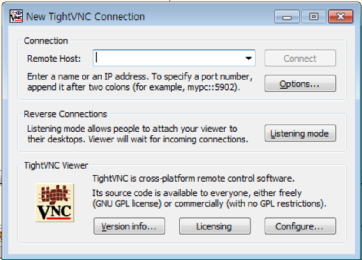 New TightVNC Connection
Connection
Remote Host:
Connect
Enter a name or an IP address. To specify a port number,
append it after two colons (for example, mypc::5902).
Options...
Reverse Connections
Listening mode allows people to attach your viewer to
their desktops. Viewer will wait for incoming connections.
Listening mode
TightVNC Viewer
TightVNC is cross-platform remote control software.
Its source code is available to everyone, either freely
(GNU GPL license) or commercially (with no GPL restrictions).
tight
VNC
Version info...
Licensing
Configure...